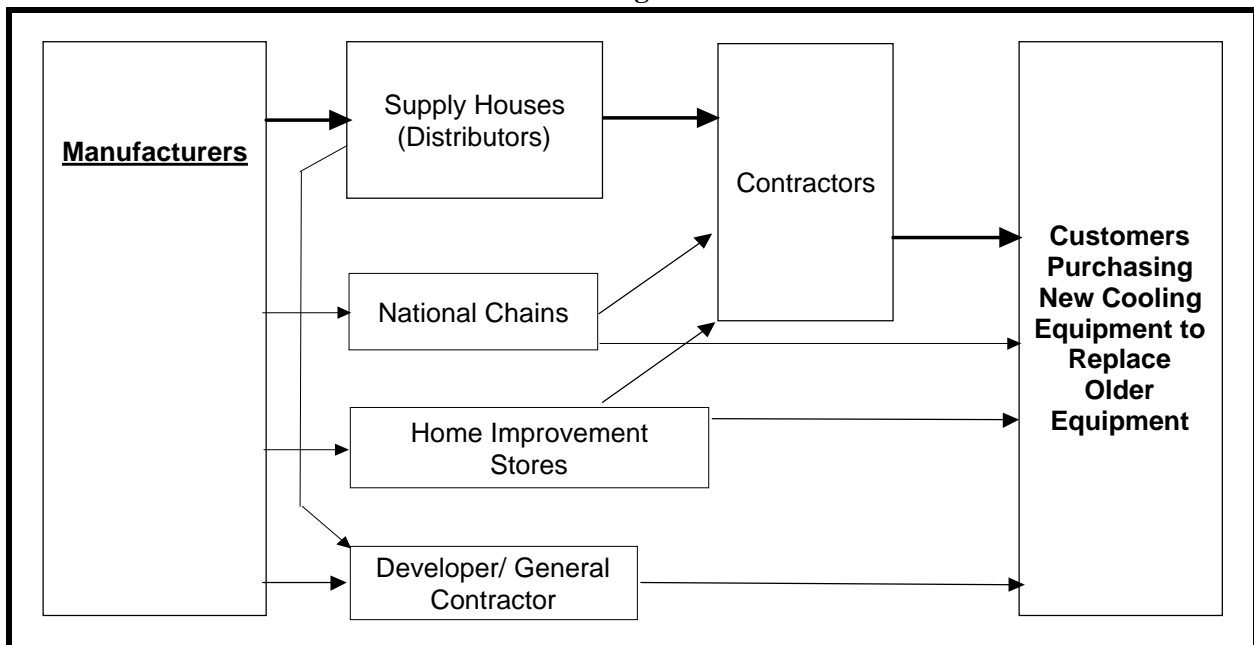 Manufacturers
Supply Houses
(Distributors)
Contractors
National Chains
Home Improvement
Stores
Developer/ General
Contractor
Customers
Purchasing
New Cooling
Equipment to
Replace
Older
Equipment